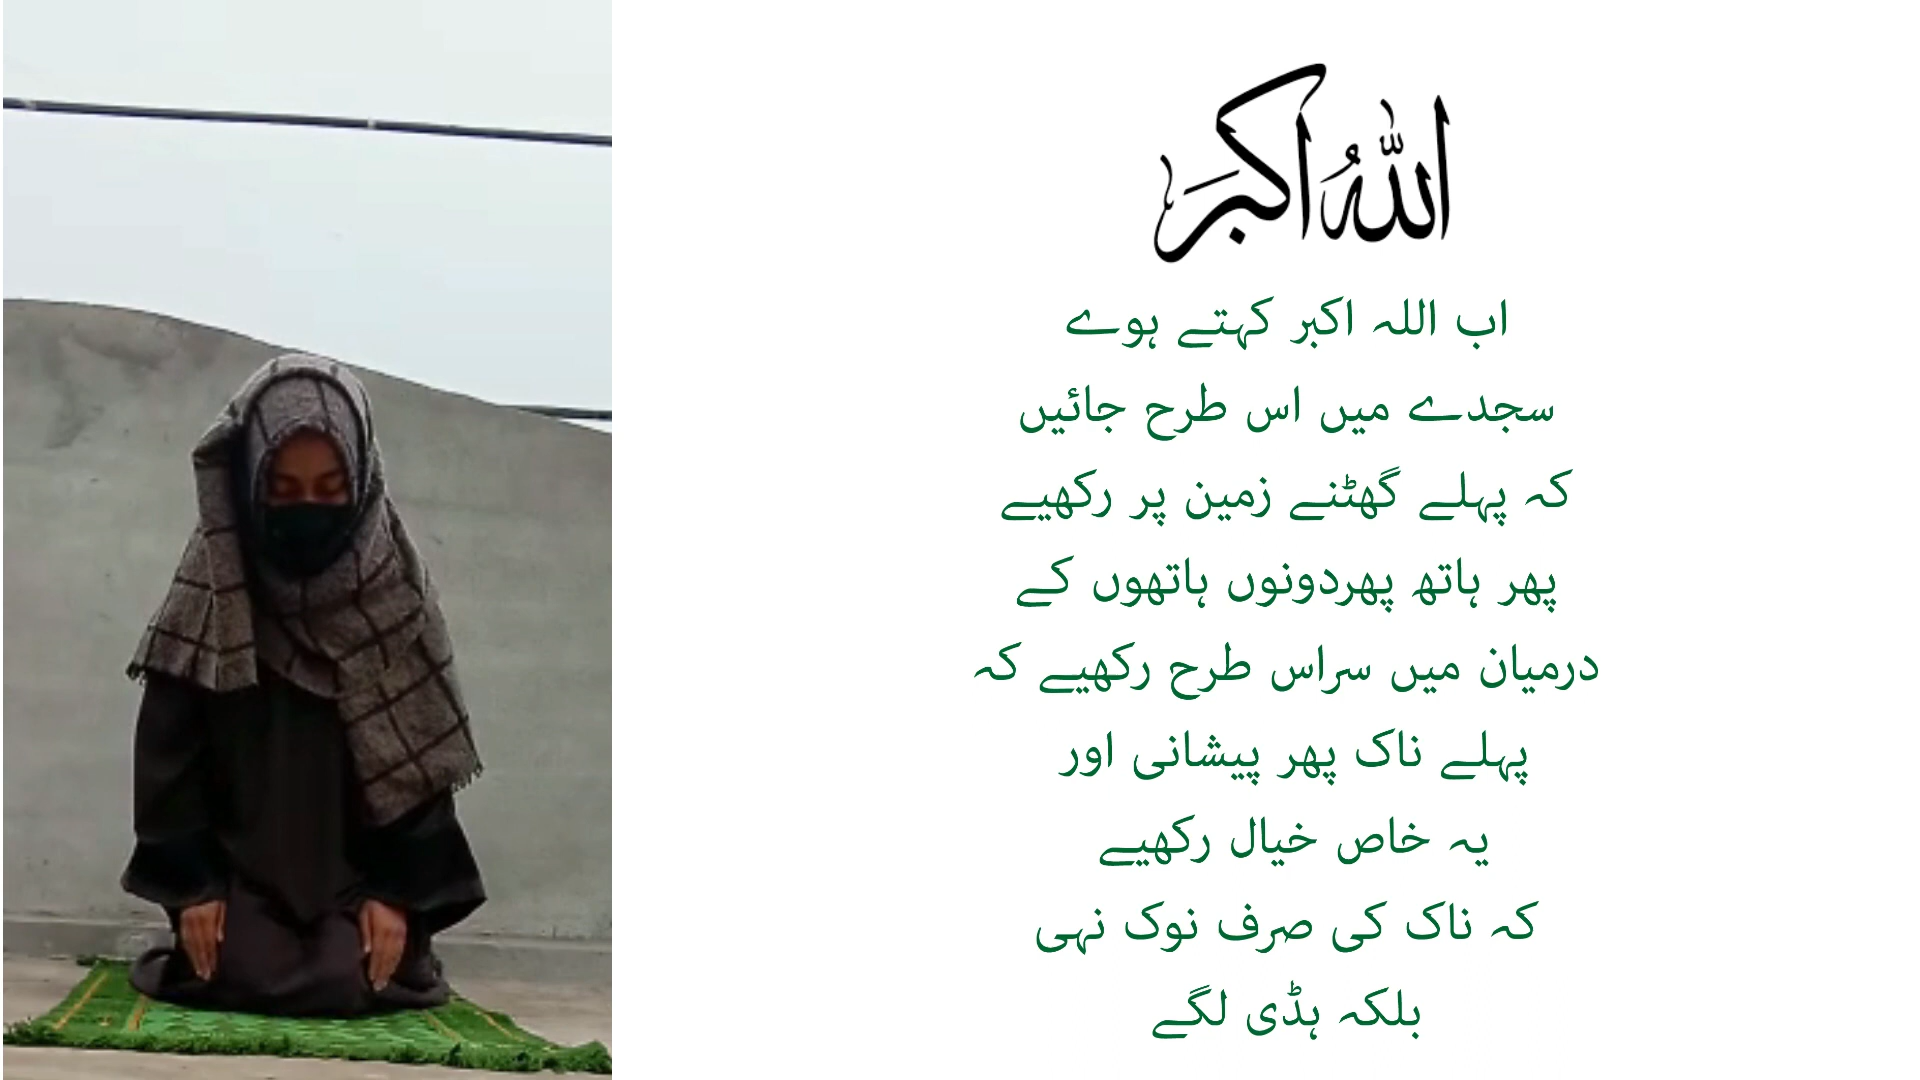 اللهُ اکبَر
اب اللہ اکبر کہتے ہوے
سجدے میں اس طرح جائیں
کہ پہلے گھٹنے زمین پر رکھیے
پھر ہاتھ پھردونوں ہاتھوں کے
درمیان میں سراس طرح رکھیے کہ
پہلے ناک پھر پیشانی اور
یہ خاص خیال رکھیے
کہ ناک کی صرف نوک نہی
بلکہ ہڈی لگے